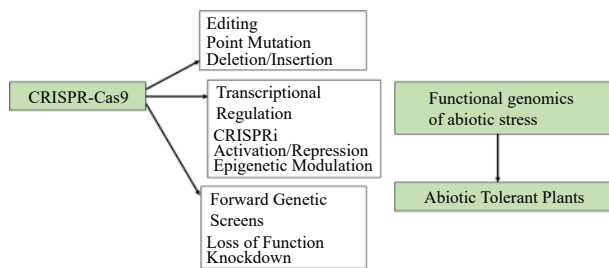 Editing
Point Mutation
Deletion/Insertion
CRISPR-Cas9
Transcriptional
Regulation
CRISPRi
Activation/Repression
Epigenetic Modulation
Forward Genetic
Screens
Loss of Function
Knockdown
Functional genomics
of abiotic stress
Abiotic Tolerant Plants